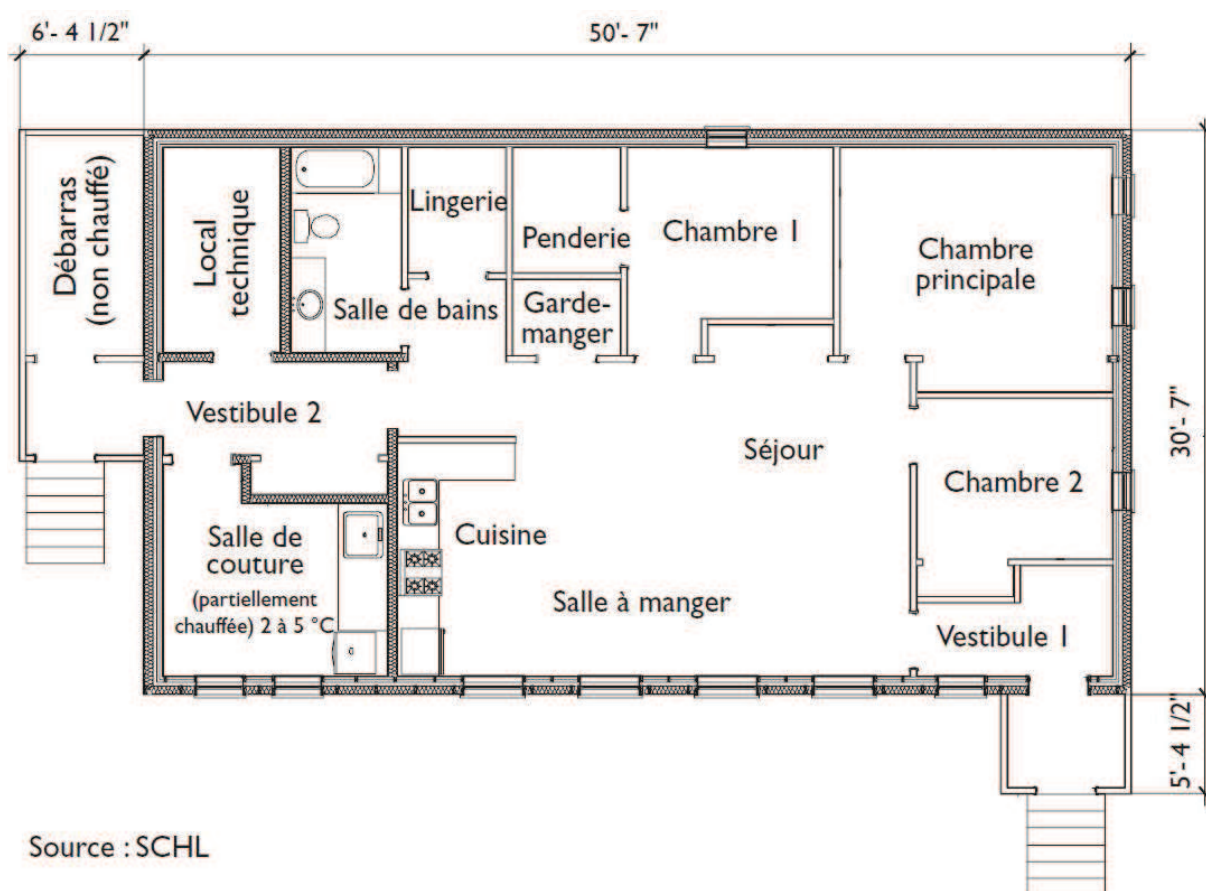 6'- 4 1/2"
50'- 7"
Débarras
(non chauffé)
Local
technique
Lingerie
Penderie
Chambre 1
Chambre
principale
Salle de bains
Garde-
manger
Vestibule 2
Séjour
30'- 7"
Chambre 2
Salle de
couture
(partiellement
chauffée) 2 à 5 °C
Cuisine
Salle à manger
Vestibule 1
5'- 4 1/2"
Source : SCHL